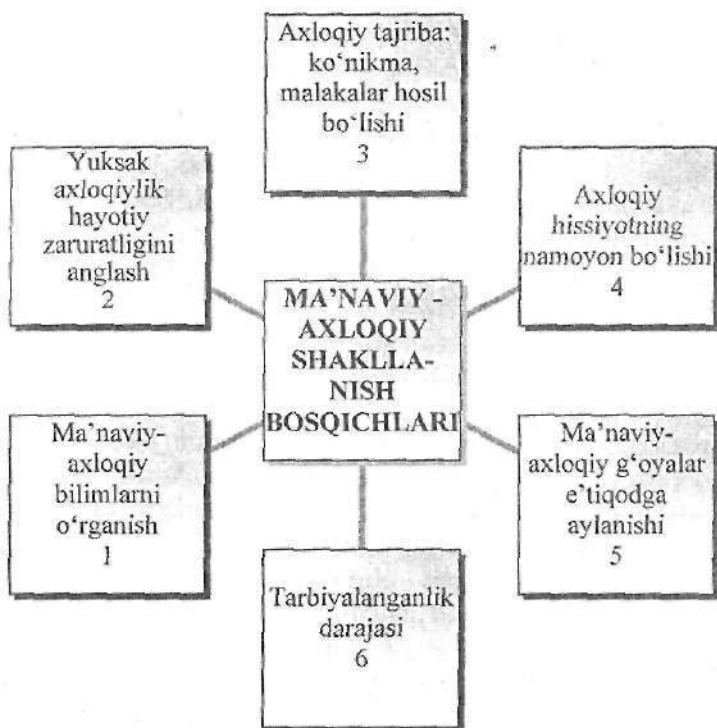 Axloqiy tajriba:
ko‘nikma,
malakalar hosil
bo‘lishi
3
Yuksak
axloqiylik
hayotiy
zaruratligini
anglash
2
Axloqiy
hissiyotning
namoyon bo‘lishi
4
MA’NAVIY -
AXLOQIY
SHAKLLA-
NISH
BOSQICHLARI
Ma’naviy-
axloqiy
bilimlarni
o‘rganish
1
Ma’naviy-
axloqiy g‘oyalar
e’tiqodga
aylanishi
5
Tarbiyalanganlik
darajasi
6